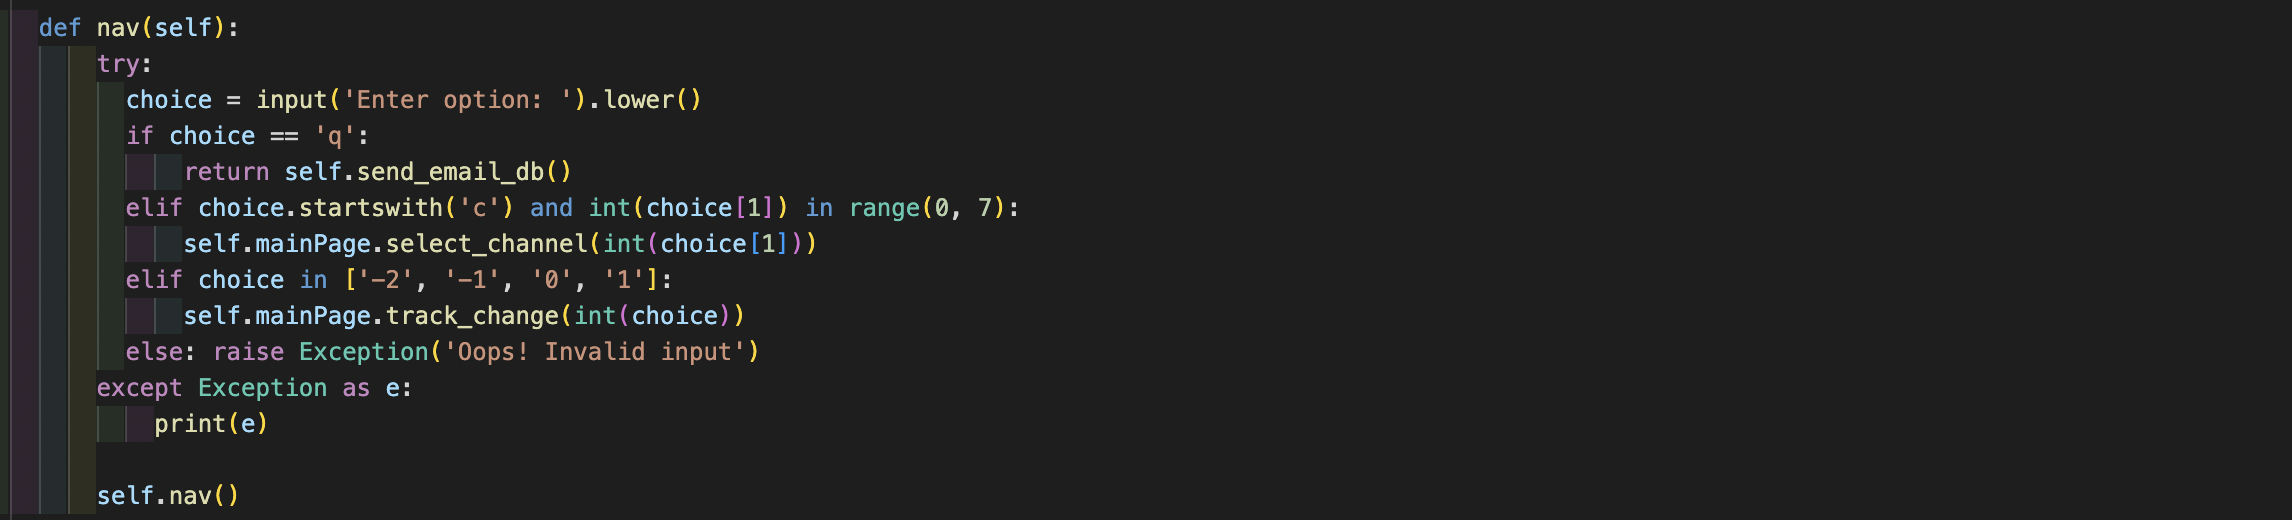 def nav(self):
try:
choice = input('Enter option: ').lower()
if choice == 'q':
return self.send_email_db()
elif choice.startswith('c') and int(choice[1]) in range(0, 7):
self.mainPage.select_channel(int(choice[1]))
elif choice in ['-2', '-1', '0', '1']:
self.mainPage.track_change(int(choice))
else: raise Exception('Oops! Invalid input')
except Exception as e:
print(e)
self.nav()